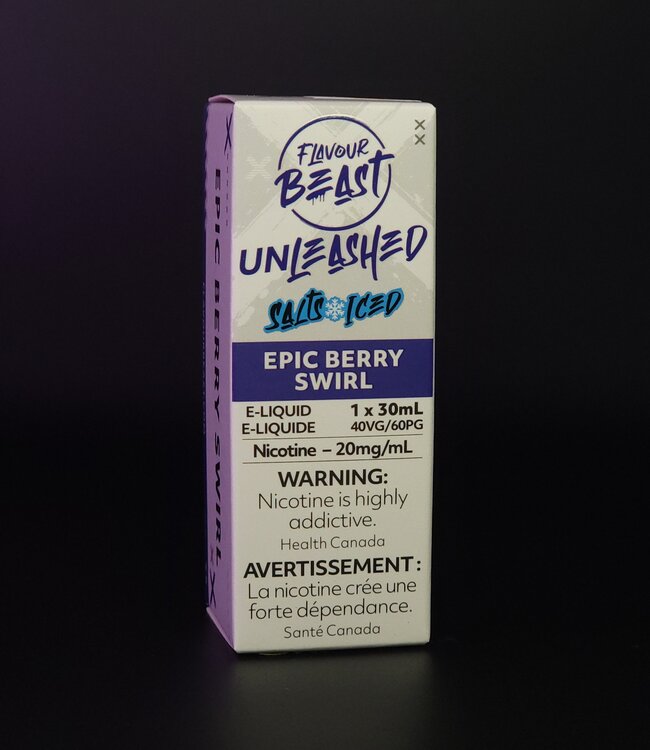 FLAVOUR
BEAST
UNLEASHED
SALTS ICED
EPIC BERRY
SWIRL
E-LIQUID 1 x 30mL
E-LIQUIDE 40VG/60PG
Nicotine – 20mg/mL
WARNING:
Nicotine is highly
addictive.
Health Canada
AVERTISSEMENT :
La nicotine crée une
forte dépendance.
Santé Canada
EPIC BERRY SWIRL